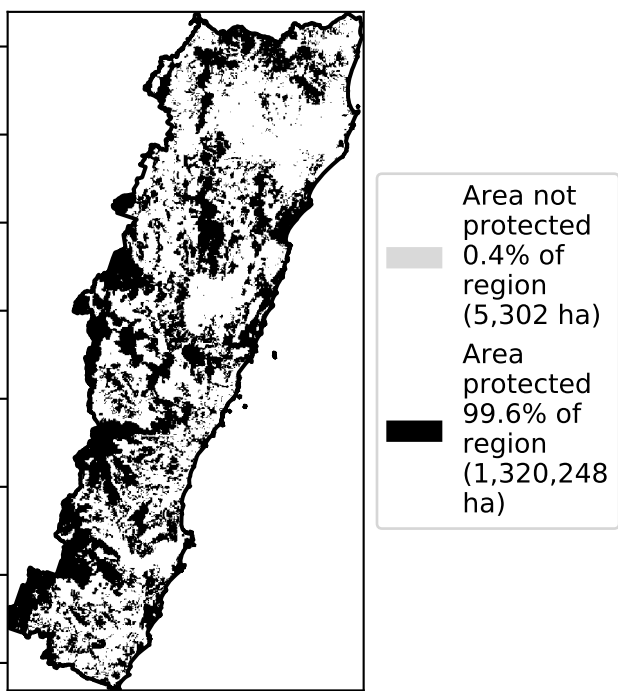 Area not
protected
0.4% of
region
(5,302 ha)
Area
protected
99.6% of
region
(1,320,248
ha)